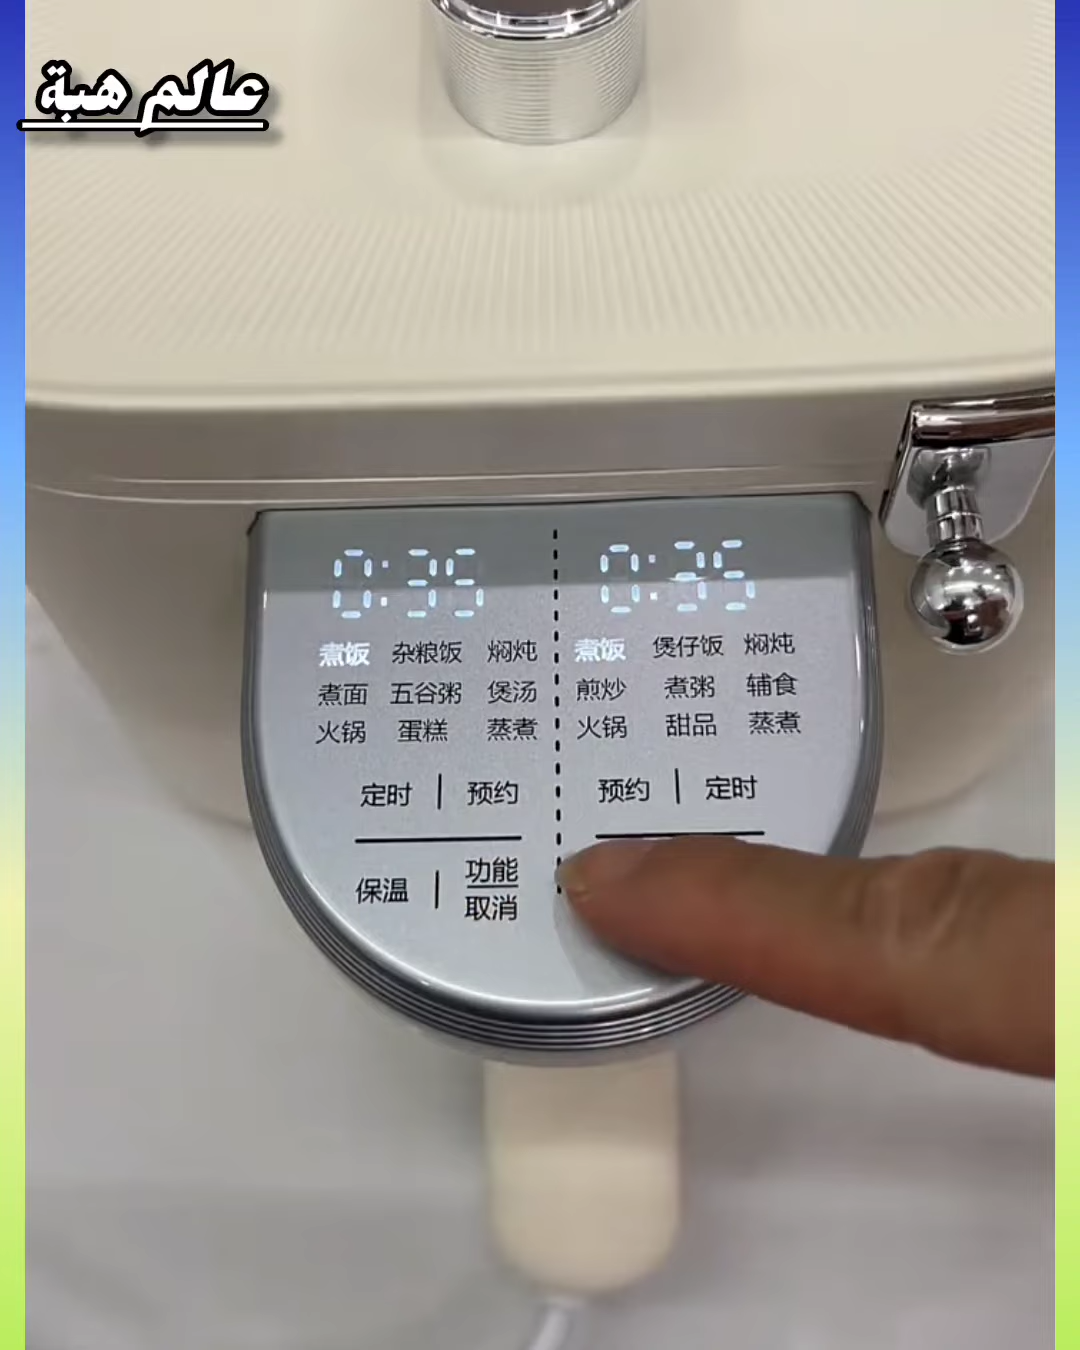 عالم هبة
0:35 0:35
煮饭 杂粮饭 焖炖 煮饭 煲仔饭 焖炖
煮面 五谷粥 煲汤 煎炒 煮粥 辅食
火锅 蛋糕 蒸煮 火锅 甜品 蒸煮
定时 | 预约 预约 | 定时
保温 | 功能
取消